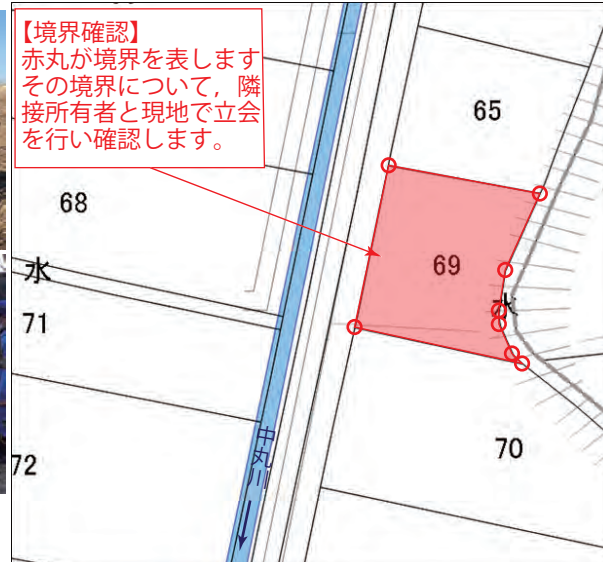 【境界確認】
赤丸が境界を表します
その境界について，隣
接所有者と現地で立会
を行い確認します。
65
68
69
水
水
71
70
72
中丸川